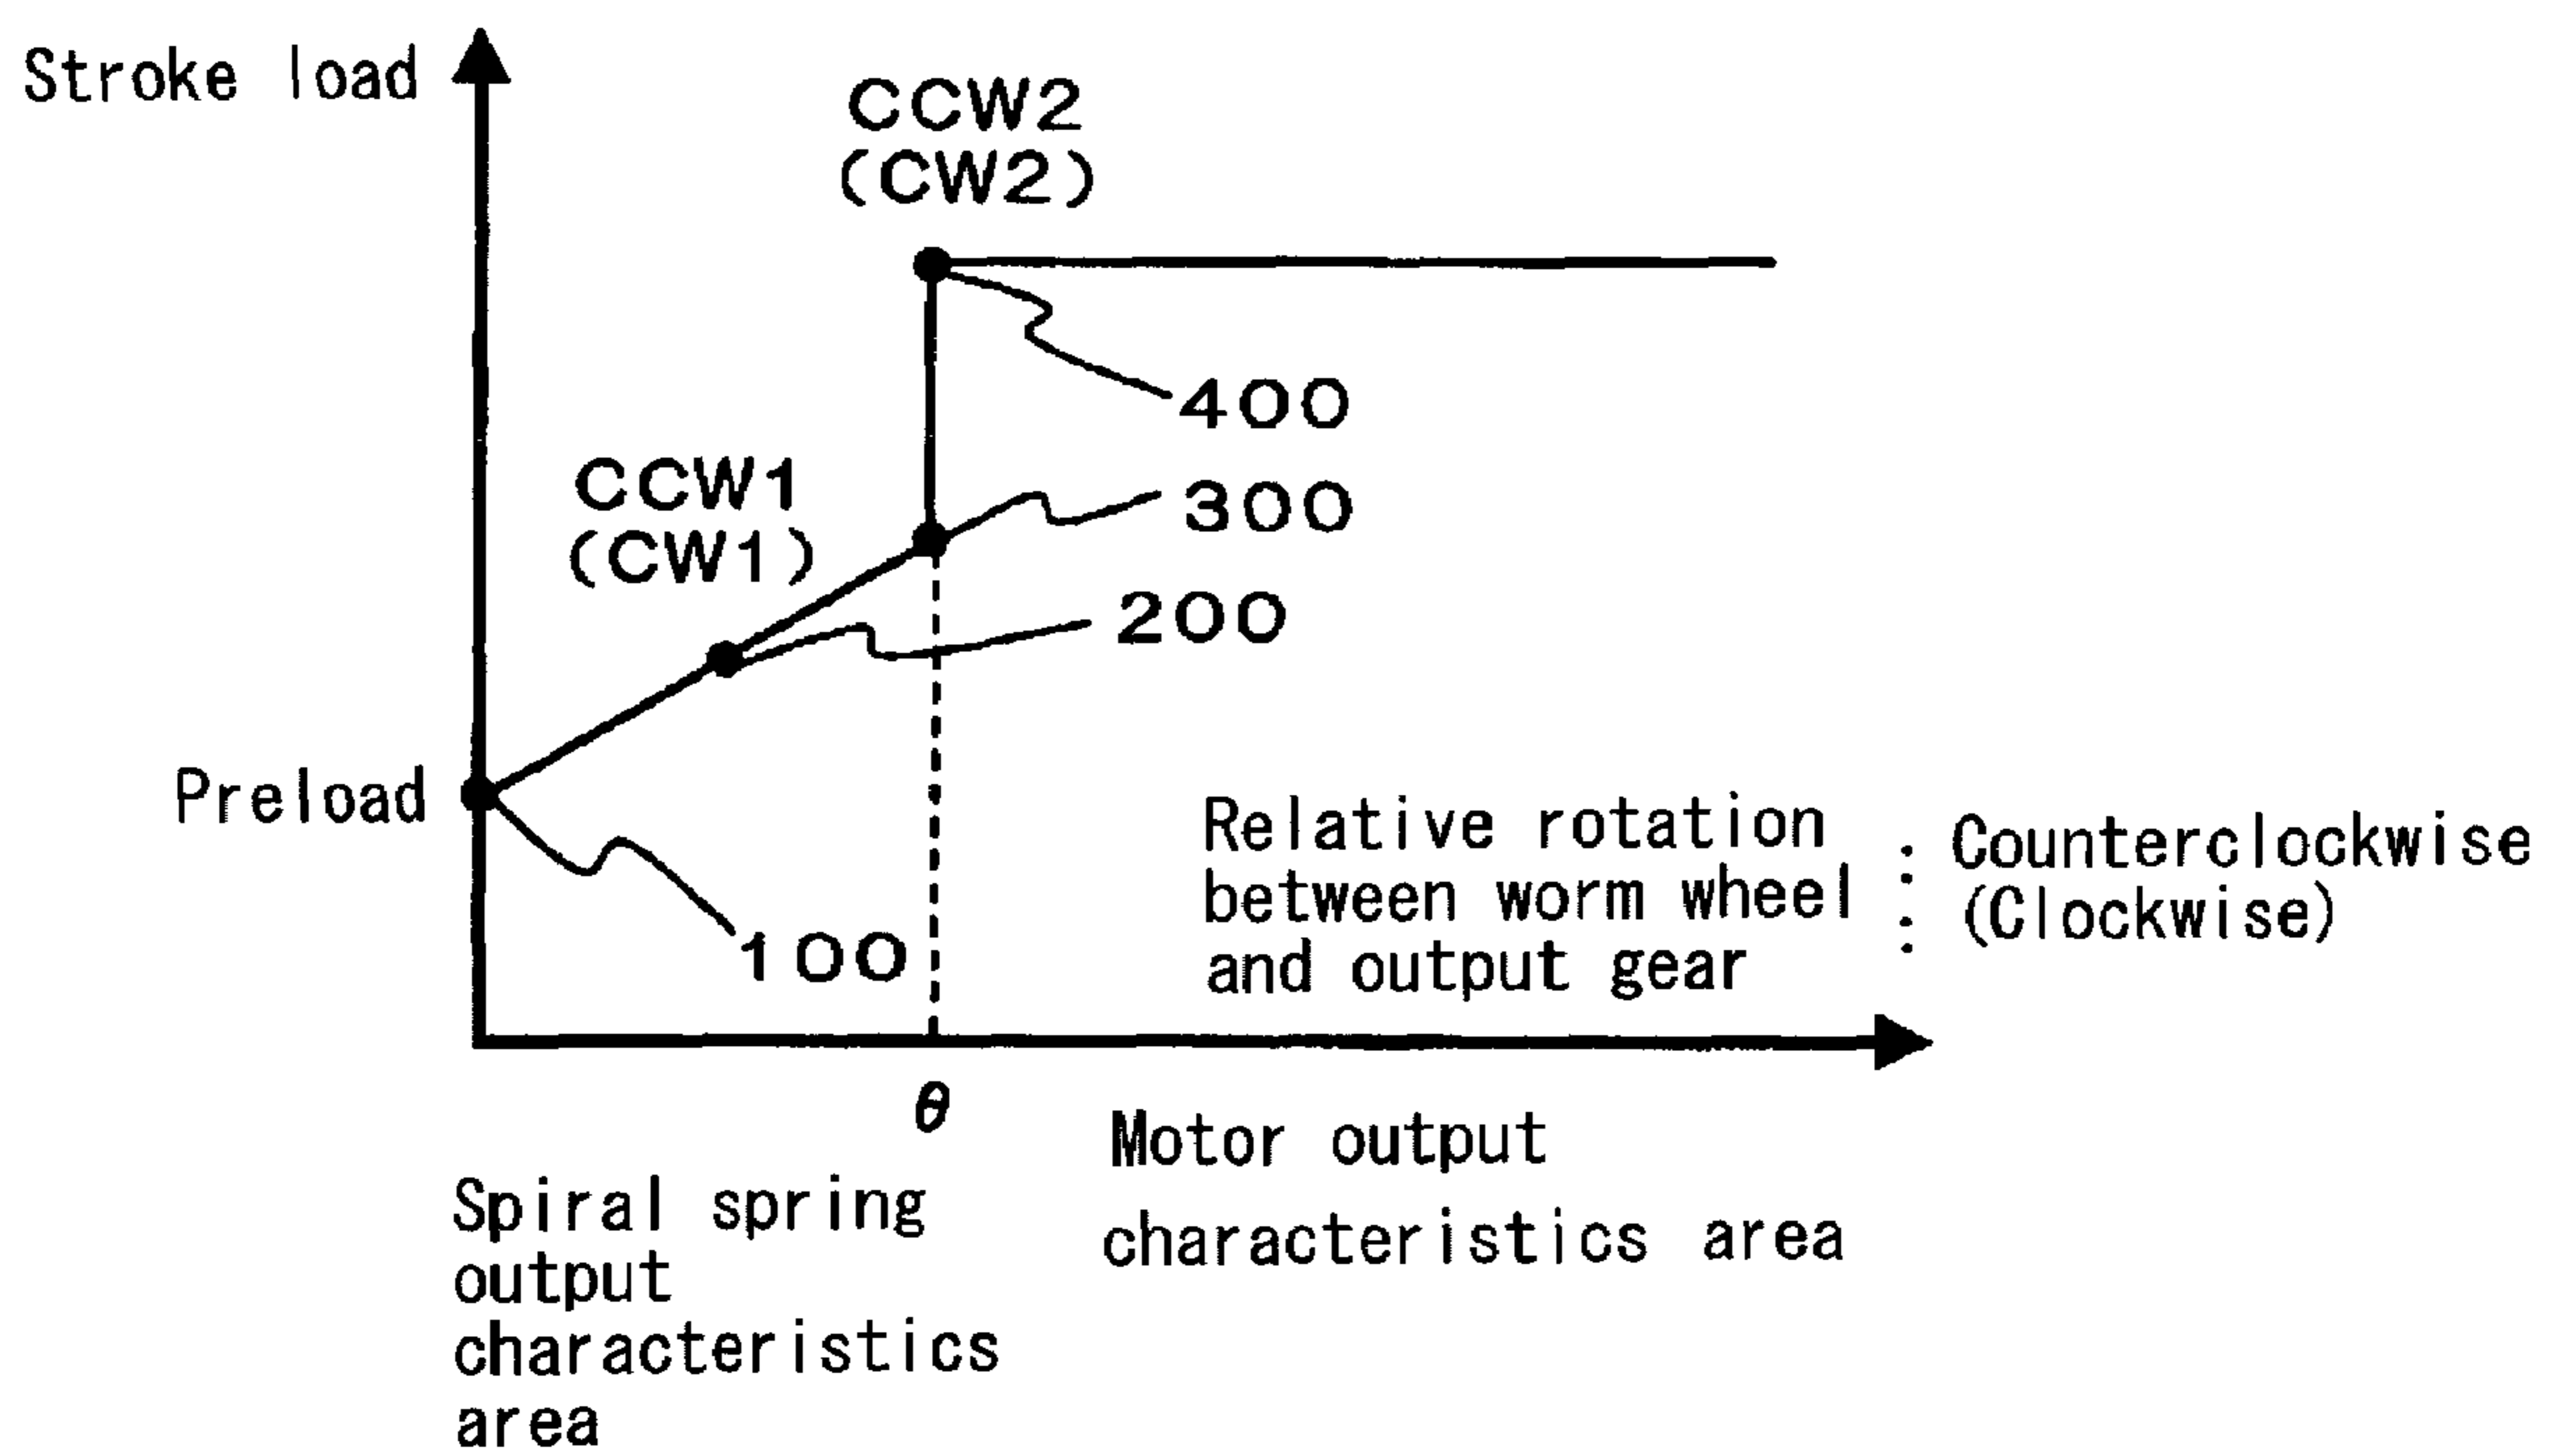 Stroke load
CCW2
(CW2)
400
CCW1
(CW1)
300
200
Preload
100
Relative rotation
between worm wheel
and output gear
: Counterclockwise
: (Clockwise)
θ
Spiral spring
output
characteristics
area
Motor output
characteristics area